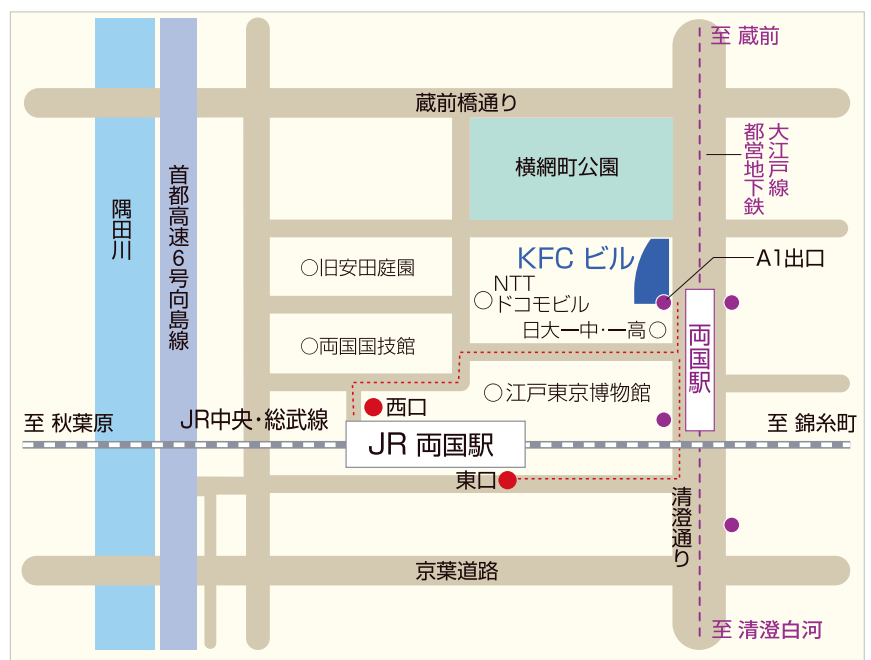 至 蔵前
蔵前橋通り
大江戸線
都営地下鉄
横網町公園
首都高速6号向島線
隅田川
KFC ビル
A1出口
旧安田庭園
NTT
ドコモビル
日大一中・一高
両国国技館
両国駅
江戸東京博物館
西口
至 秋葉原
JR中央・総武線
至 錦糸町
JR 両国駅
東口
清澄通り
京葉道路
至 清澄白河